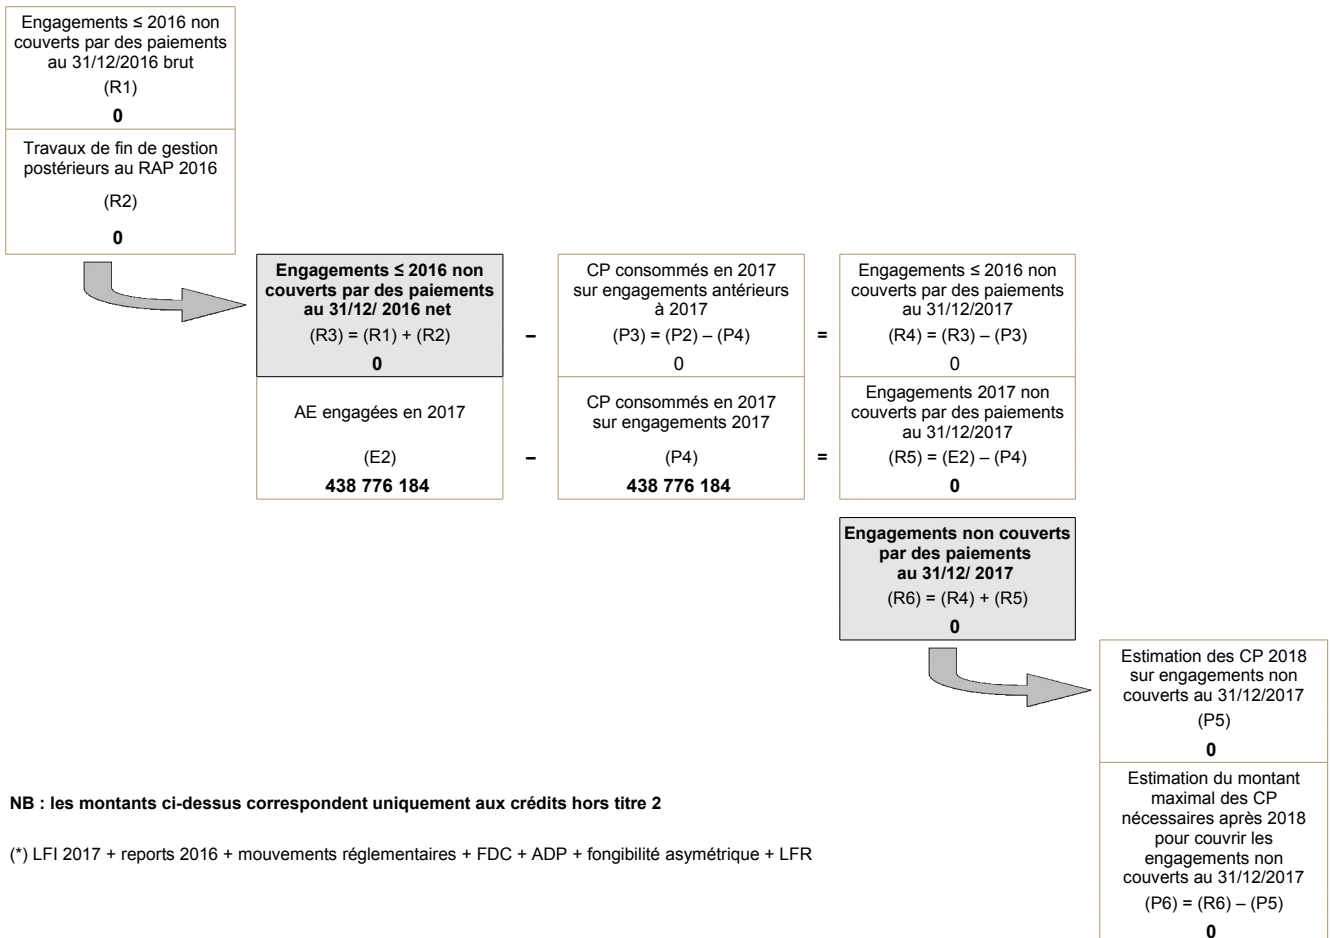 Engagements ≤ 2016 non
couverts par des paiements
au 31/12/2016 brut
(R1)
0
Travaux de fin de gestion
postérieurs au RAP 2016
(R2)
0
Engagements ≤ 2016 non
couverts par des paiements
au 31/12/ 2016 net
(R3) = (R1) + (R2)
0
–
CP consommés en 2017
sur engagements antérieurs
à 2017
(P3) = (P2) – (P4)
0
=
Engagements ≤ 2016 non
couverts par des paiements
au 31/12/2017
(R4) = (R3) – (P3)
0
AE engagées en 2017
(E2)
438 776 184
–
CP consommés en 2017
sur engagements 2017
(P4)
438 776 184
=
Engagements 2017 non
couverts par des paiements
au 31/12/2017
(R5) = (E2) – (P4)
0
Engagements non couverts
par des paiements
au 31/12/ 2017
(R6) = (R4) + (R5)
0
Estimation des CP 2018
sur engagements non
couverts au 31/12/2017
(P5)
0
Estimation du montant
maximal des CP
nécessaires après 2018
pour couvrir les
engagements non
couverts au 31/12/2017
(P6) = (R6) – (P5)
0
NB : les montants ci-dessus correspondent uniquement aux crédits hors titre 2
(*) LFI 2017 + reports 2016 + mouvements réglementaires + FDC + ADP + fongibilité asymétrique + LFR